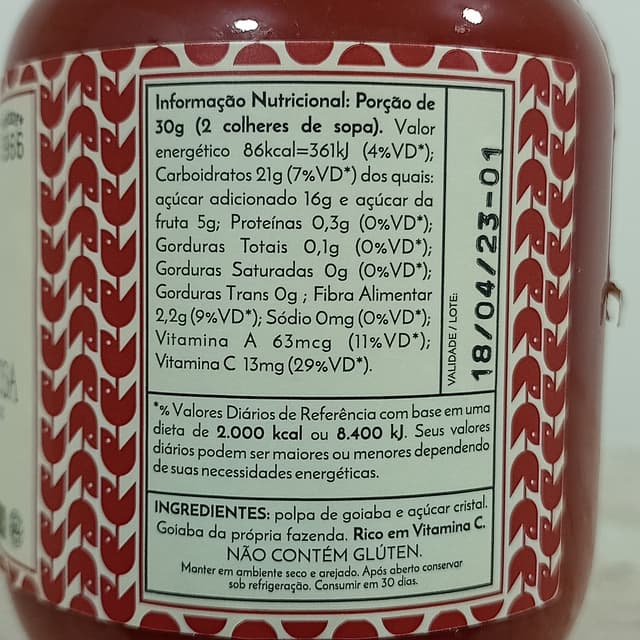 Informação Nutricional: Porção de
30g (2 colheres de sopa). Valor
energético 86kcal=361kJ (4%VD*);
Carboidratos 21g (7%VD*) dos quais:
açúcar adicionado 16g e açúcar da
fruta 5g; Proteínas 0,3g (0%VD*);
Gorduras Totais 0,1g (0%VD*);
Gorduras Saturadas 0g (0%VD*);
Gorduras Trans 0g ; Fibra Alimentar
2,2g (9%VD*); Sódio 0mg (0%VD*);
Vitamina A 63mcg (11%VD*);
Vitamina C 13mg (29%VD*).
VALIDADE / LOTE:
18/04/23-01
*% Valores Diários de Referência com base em uma
dieta de 2.000 kcal ou 8.400 kJ. Seus valores
diários podem ser maiores ou menores dependendo
de suas necessidades energéticas.
INGREDIENTES: polpa de goiaba e açúcar cristal.
Goiaba da própria fazenda. Rico em Vitamina C.
NÃO CONTÉM GLÚTEN.
Manter em ambiente seco e arejado. Após aberto conservar
sob refrigeração. Consumir em 30 dias.